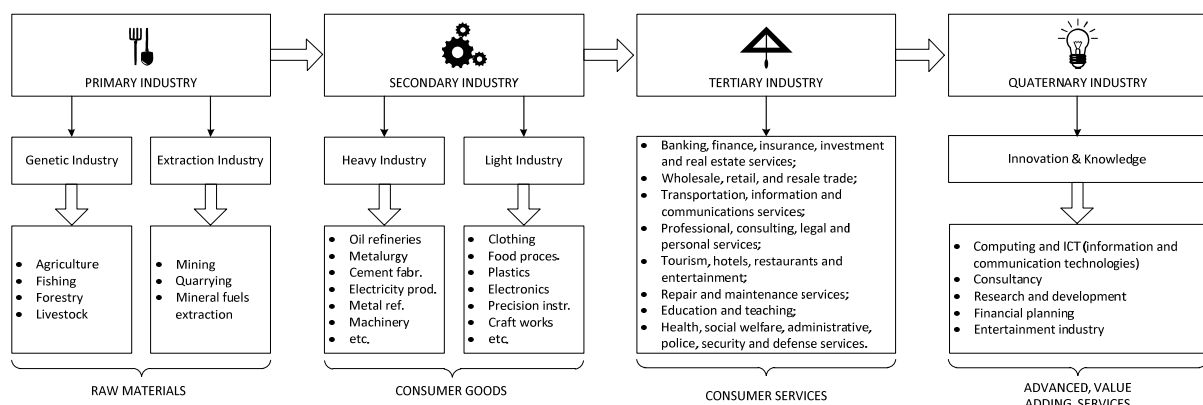 PRIMARY INDUSTRY
Genetic Industry
Extraction Industry
• Agriculture
• Fishing
• Forestry
• Livestock
• Mining
• Quarrying
• Mineral fuels
extraction
RAW MATERIALS
SECONDARY INDUSTRY
Heavy Industry
Light Industry
• Oil refineries
• Metalurgy
• Cement fabr.
• Electricity prod.
• Metal ref.
• Machinery
• etc.
• Clothing
• Food proces.
• Plastics
• Electronics
• Precision instr.
• Craft works
• etc.
CONSUMER GOODS
TERTIARY INDUSTRY
• Banking, finance, insurance, investment
and real estate services;
• Wholesale, retail, and resale trade;
• Transportation, information and
communications services;
• Professional, consulting, legal and
personal services;
• Tourism, hotels, restaurants and
entertainment;
• Repair and maintenance services;
• Education and teaching;
• Health, social welfare, administrative,
police, security and defense services.
CONSUMER SERVICES
QUATERNARY INDUSTRY
Innovation & Knowledge
• Computing and ICT (information and
communication technologies)
• Consultancy
• Research and development
• Financial planning
• Entertainment industry
ADVANCED, VALUE
ADDING SERVICES